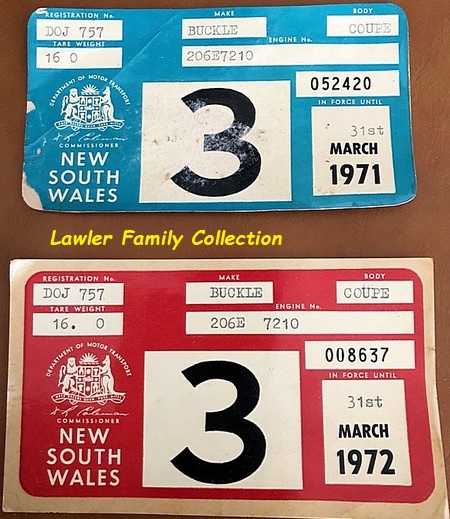 REGISTRATION No. MAKE BODY
DOJ 757 BUCKLE COUPE
TARE WEIGHT ENGINE No.
16 0 206E7210
052420
IN FORCE UNTIL
DEPARTMENT OF MOTOR TRANSPORT
3
31st
COMMISSIONER
MARCH
NEW
SOUTH
WALES
1971
Lawler Family Collection
REGISTRATION No. MAKE BODY
DOJ 757 BUCKLE COUPE
TARE WEIGHT ENGINE No.
16. 0 206E 7210
008637
IN FORCE UNTIL
DEPARTMENT OF MOTOR TRANSPORT
3
31st
COMMISSIONER
MARCH
NEW
SOUTH
WALES
1972